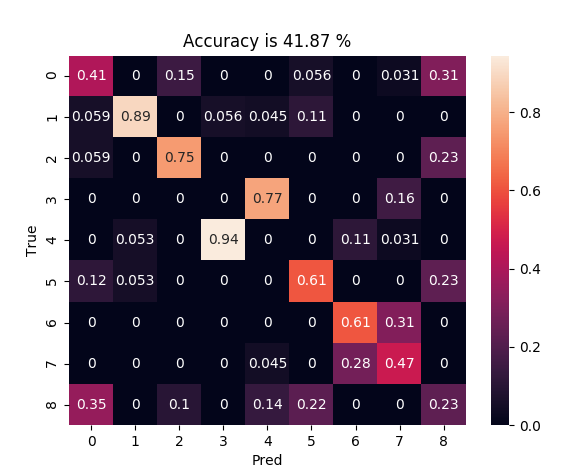 Accuracy is 41.87 %
0 0.41 0 0.15 0 0 0.056 0 0.031 0.31
1 0.059 0.89 0 0.056 0.045 0.11 0 0 0
2 0.059 0 0.75 0 0 0 0 0 0.23
3 0 0 0 0 0.77 0 0 0.16 0
4 0 0.053 0 0.94 0 0 0.11 0.031 0
5 0.12 0.053 0 0 0 0.61 0 0 0.23
6 0 0 0 0 0 0 0.61 0.31 0
7 0 0 0 0 0.045 0 0.28 0.47 0
8 0.35 0 0.1 0 0.14 0.22 0 0 0.23
0 1 2 3 4 5 6 7 8
Pred
True
0.8
0.6
0.4
0.2
0.0